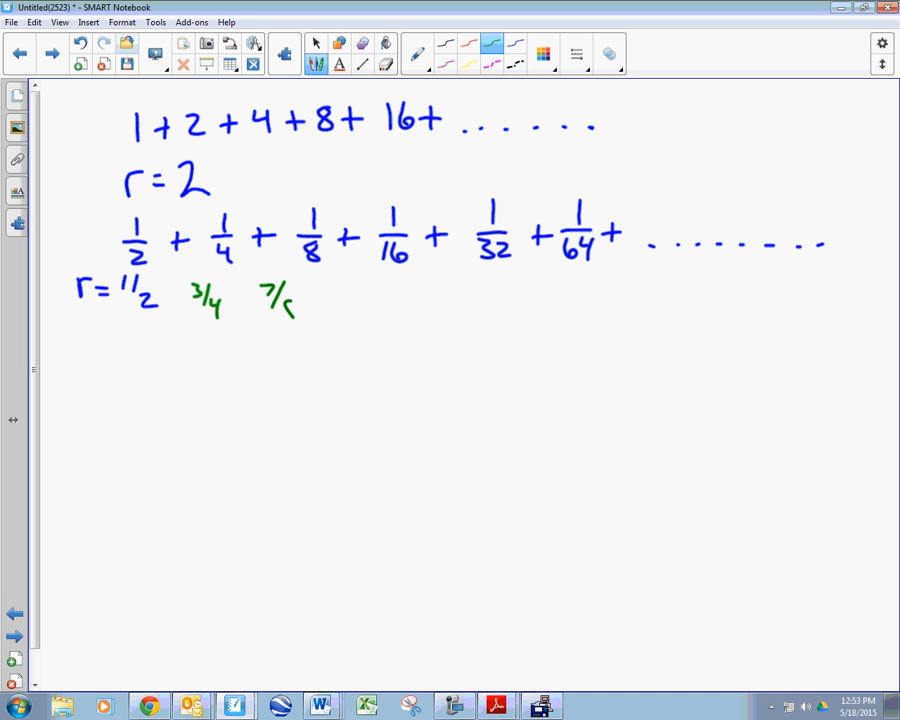 Untitled(2523) * - SMART Notebook
File Edit View Insert Format Tools Add-ons Help
1 + 2 + 4 + 8 + 16 + ......
r = 2
1/2 + 1/4 + 1/8 + 1/16 + 1/32 + 1/64 + .........
r = 1/2 3/4 7/
12:53 PM
5/18/2015